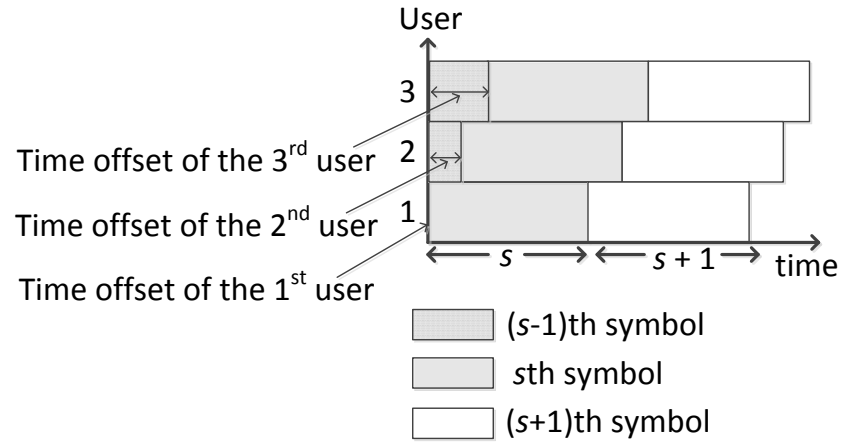 User
3
Time offset of the 3rd user
2
Time offset of the 2nd user
1
Time offset of the 1st user
s
s + 1
time
(s-1)th symbol
sth symbol
(s+1)th symbol